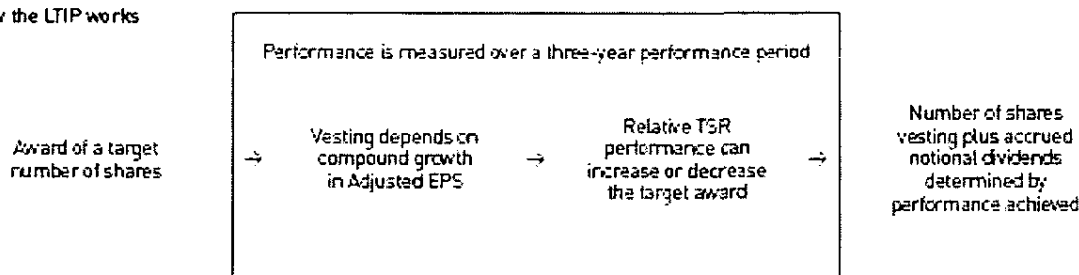 the LTIP works
Performance is measured over a three-year performance period
Award of a target
number of shares
→
Vesting depends on
compound growth
in Adjusted EPS
→
Relative TSR
performance can
increase or decrease
the target award
→
Number of shares
vesting plus accrued
notional dividends
determined by
performance achieved